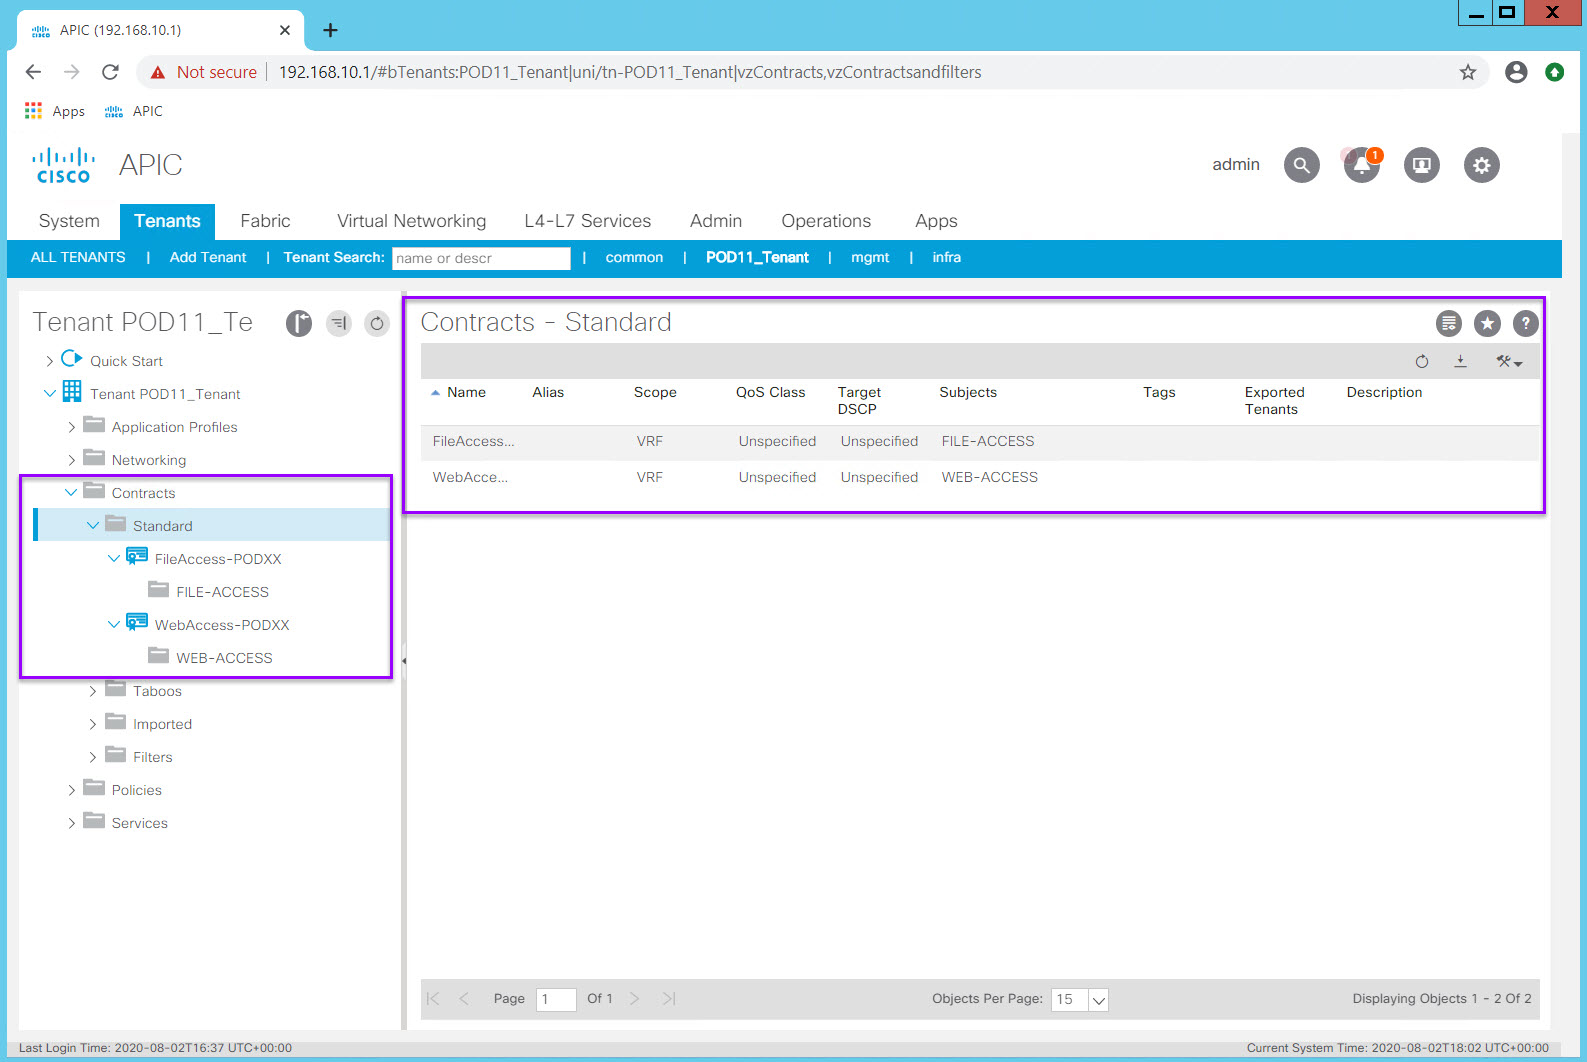 APIC (192.168.10.1)
Not secure 192.168.10.1/#bTenants:POD11_Tenant|uni/tn-POD11_Tenant|vzContracts,vzContractsandfilters
Apps APIC
CISCO APIC admin 1
System Tenants Fabric Virtual Networking L4-L7 Services Admin Operations Apps
ALL TENANTS | Add Tenant | Tenant Search: name or descr | common | POD11_Tenant | mgmt | infra
Tenant POD11_Te
Quick Start
Tenant POD11_Tenant
Application Profiles
Networking
Contracts
Standard
FileAccess-PODXX
FILE-ACCESS
WebAccess-PODXX
WEB-ACCESS
Taboos
Imported
Filters
Policies
Services
Contracts - Standard
Name Alias Scope QoS Class Target DSCP Subjects Tags Exported Tenants Description
FileAccess... VRF Unspecified Unspecified FILE-ACCESS
WebAcce... VRF Unspecified Unspecified WEB-ACCESS
Page 1 Of 1 Objects Per Page: 15 Displaying Objects 1 - 2 Of 2
Last Login Time: 2020-08-02T16:37 UTC+00:00 Current System Time: 2020-08-02T18:02 UTC+00:00